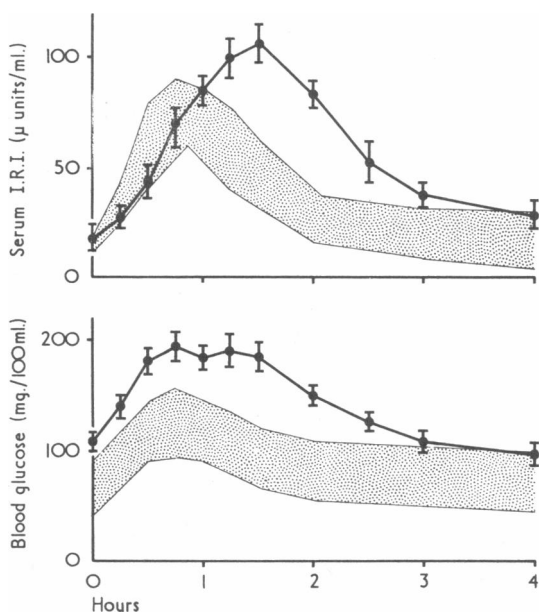 Serum I.R.I. (µ units/ml.)
100
50
0
Blood glucose (mg./100ml.)
200
100
0
0 1 2 3 4
Hours